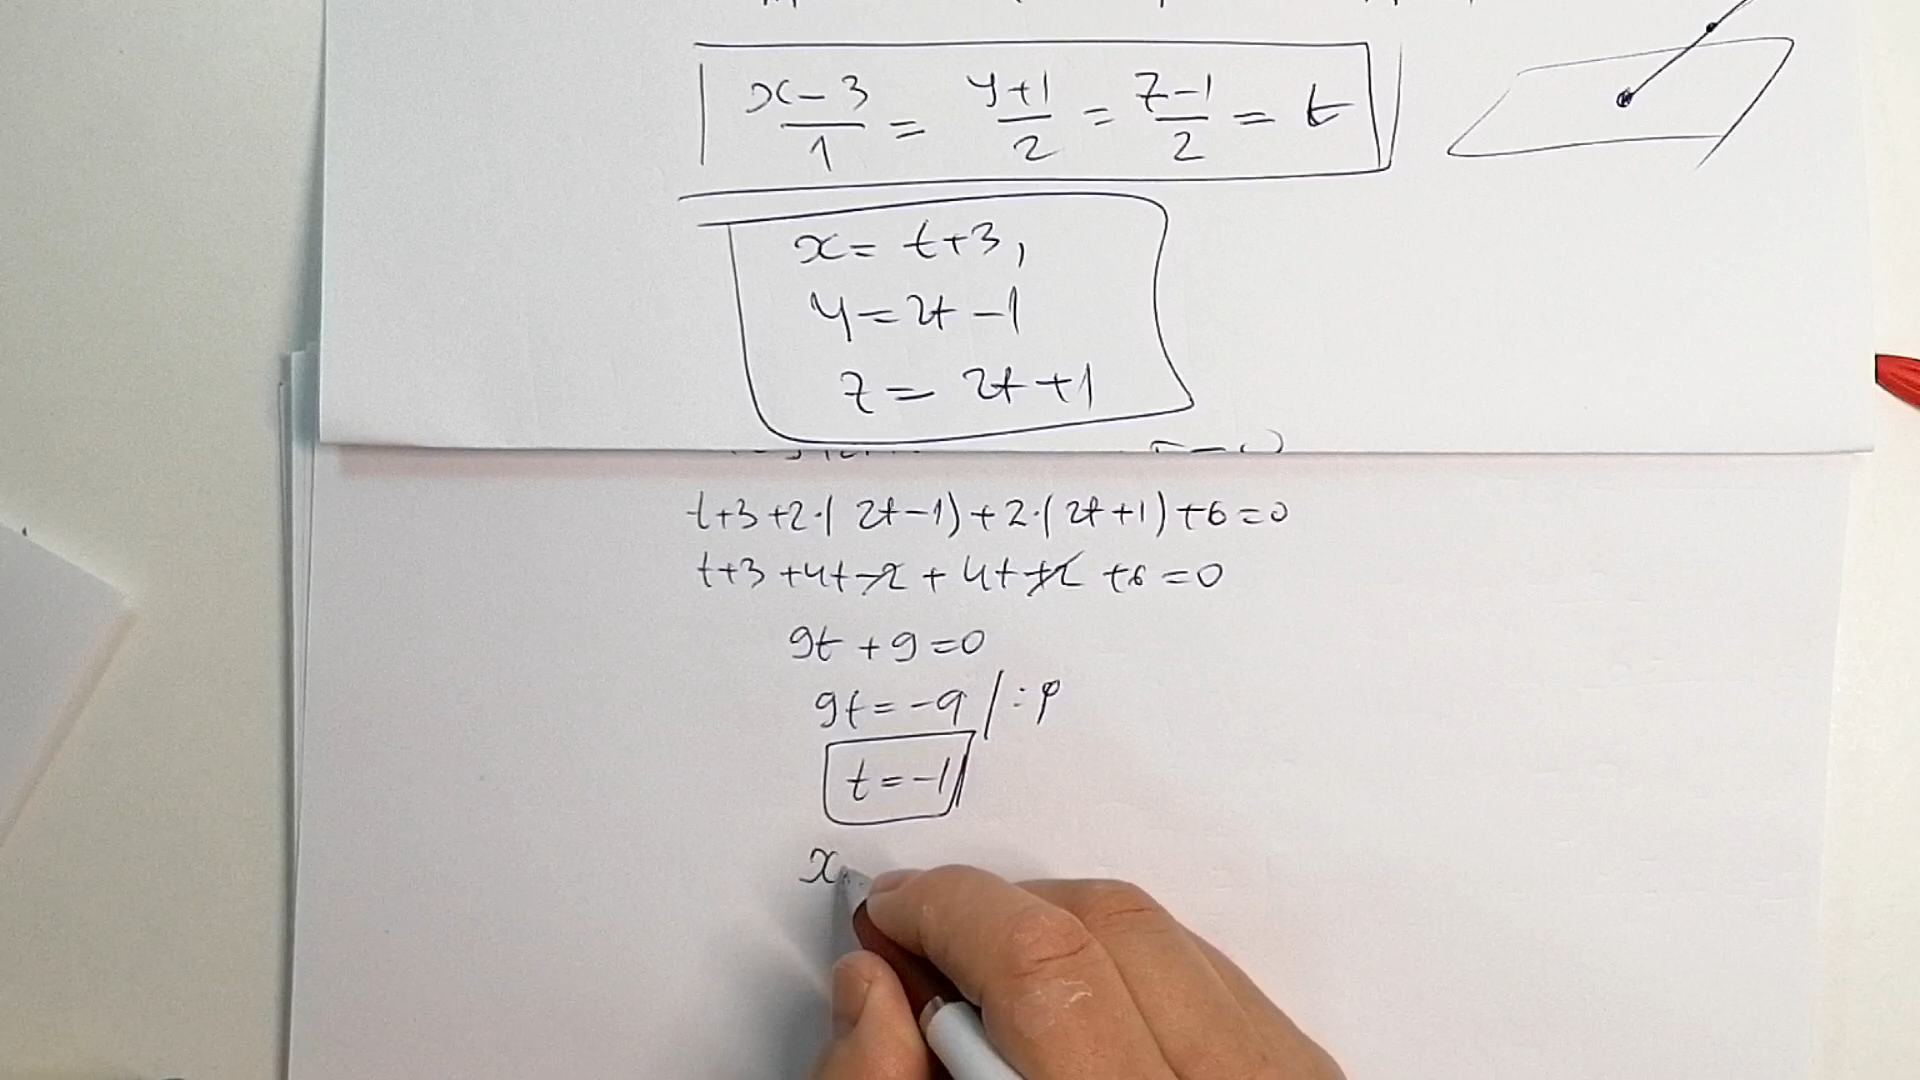 x-3/1 = y+1/2 = z-1/2 = t
x= t+3,
y=2t-1
z= 2t+1
t+3+2·(2t-1)+2·(2t+1)+6=0
t+3+4t-2+4t+2+6=0
9t+9=0
9t=-9/:9
t=-1
x